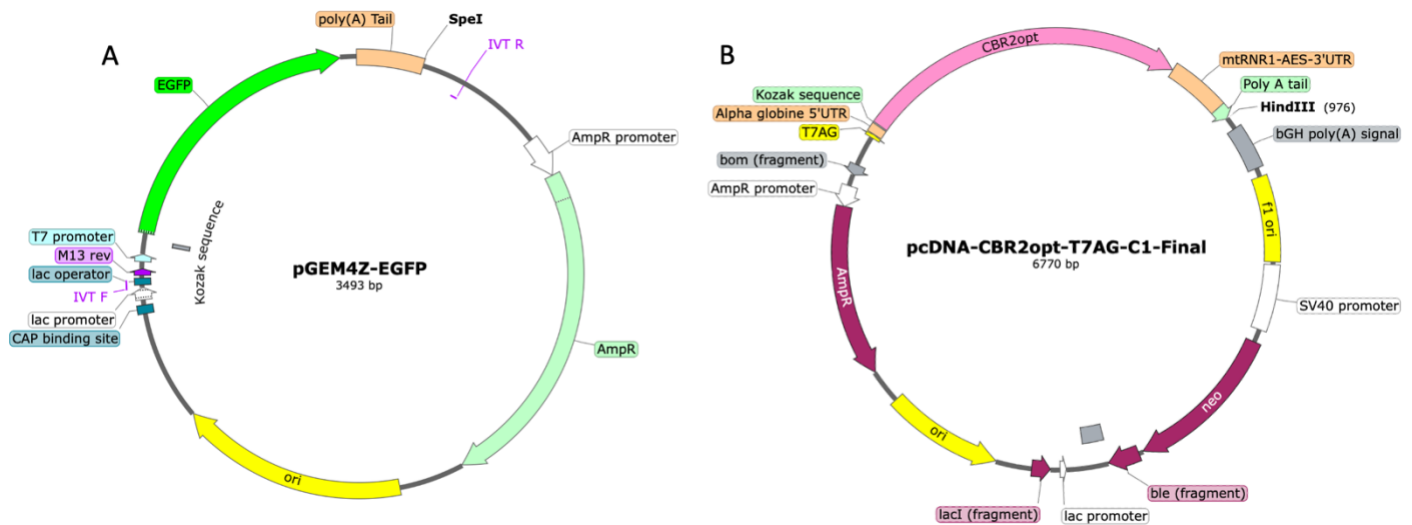 A
poly(A) Tail
SpeI
IVT R
EGFP
AmpR promoter
Kozak sequence
T7 promoter
M13 rev
lac operator
IVT F
lac promoter
CAP binding site
pGEM4Z-EGFP
3493 bp
AmpR
ori
B
CBR2opt
mtRNR1-AES-3'UTR
Poly A tail
HindIII (976)
bGH poly(A) signal
Kozak sequence
Alpha globine 5'UTR
T7AG
bom (fragment)
AmpR promoter
f1 ori
pcDNA-CBR2opt-T7AG-C1-Final
6770 bp
AmpR
SV40 promoter
neo
ori
ble (fragment)
lacI (fragment)
lac promoter